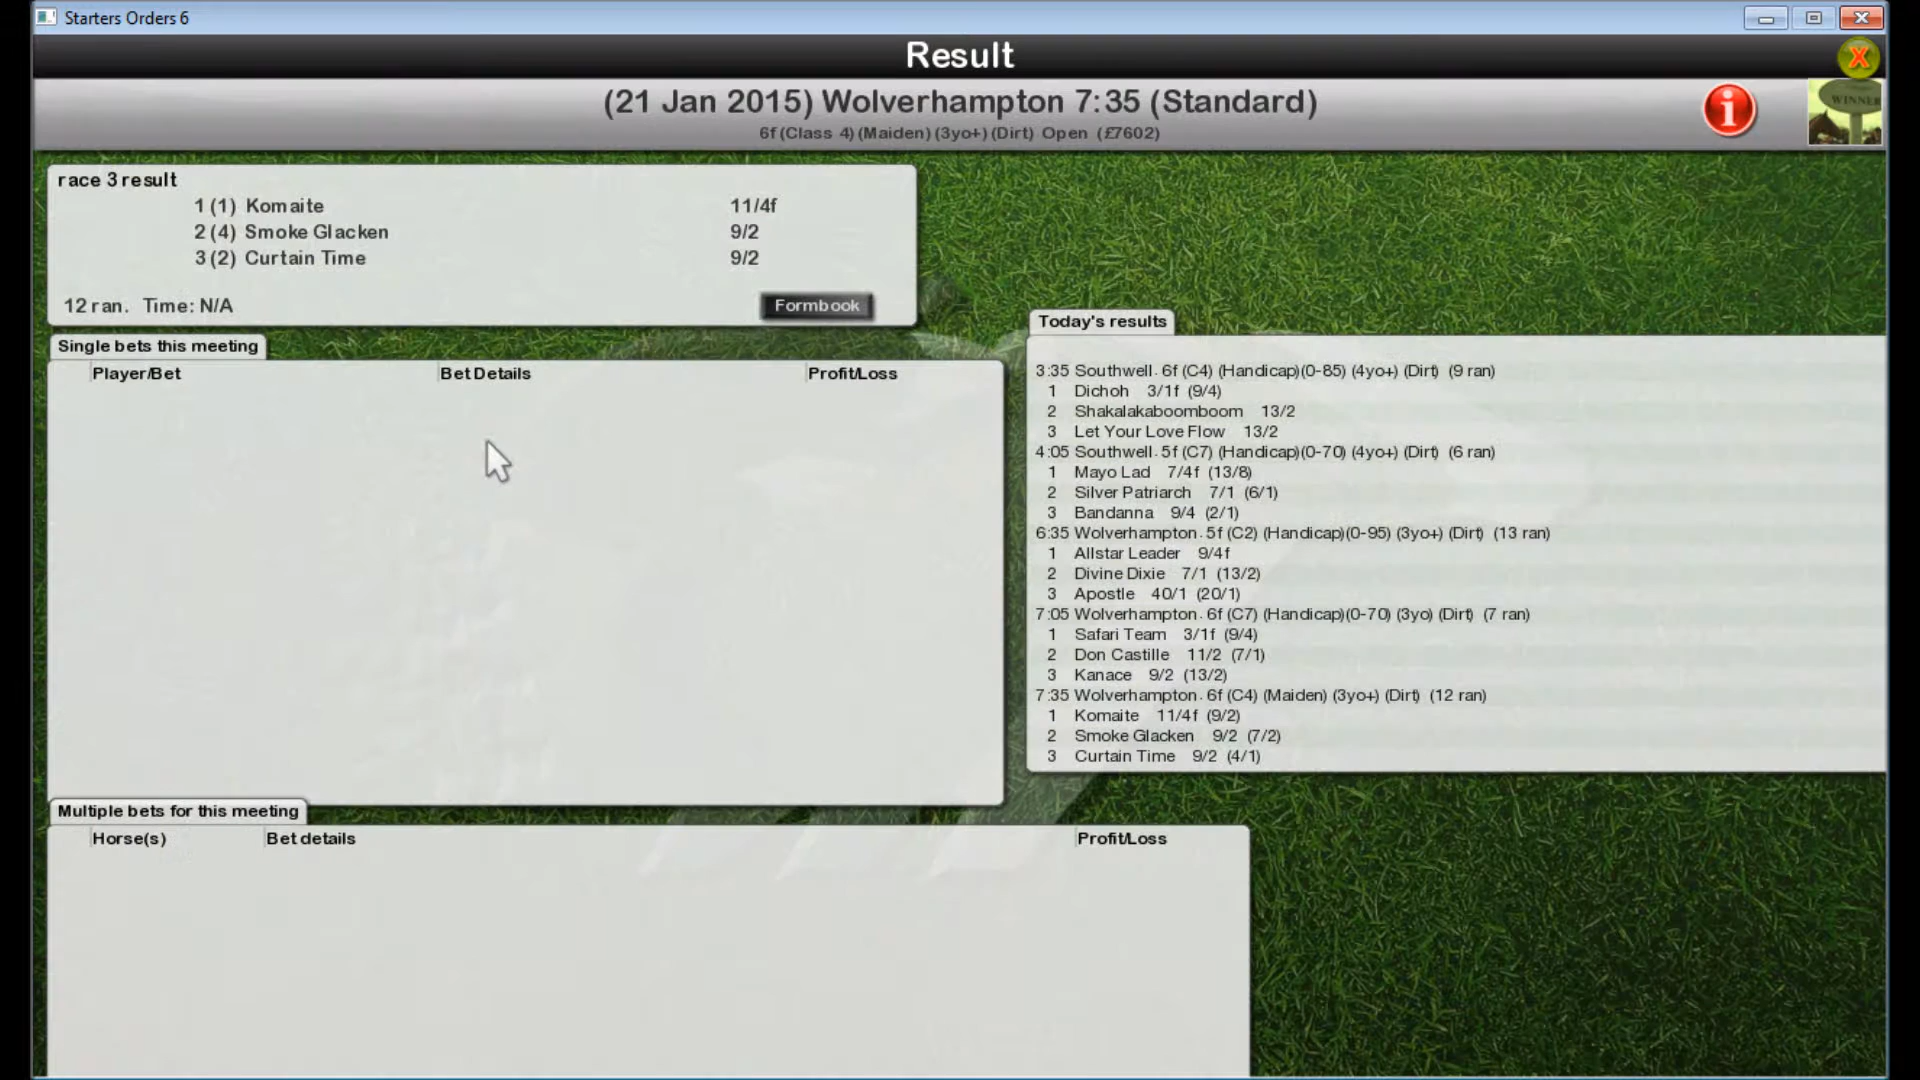 Starters Orders 6
Result
X
(21 Jan 2015) Wolverhampton 7:35 (Standard)
6f (Class 4) (Maiden) (3yo+) (Dirt) Open (£7602)
i
WINNER
race 3 result
1 (1) Komaite 11/4f
2 (4) Smoke Glacken 9/2
3 (2) Curtain Time 9/2
12 ran. Time: N/A
Formbook
Single bets this meeting
Player/Bet Bet Details Profit/Loss
Today's results
3:35 Southwell. 6f (C4) (Handicap)(0-85) (4yo+) (Dirt) (9 ran)
1 Dichoh 3/1f (9/4)
2 Shakalakaboomboom 13/2
3 Let Your Love Flow 13/2
4:05 Southwell. 5f (C7) (Handicap)(0-70) (4yo+) (Dirt) (6 ran)
1 Mayo Lad 7/4f (13/8)
2 Silver Patriarch 7/1 (6/1)
3 Bandanna 9/4 (2/1)
6:35 Wolverhampton. 5f (C2) (Handicap)(0-95) (3yo+) (Dirt) (13 ran)
1 Allstar Leader 9/4f
2 Divine Dixie 7/1 (13/2)
3 Apostle 40/1 (20/1)
7:05 Wolverhampton. 6f (C7) (Handicap)(0-70) (3yo) (Dirt) (7 ran)
1 Safari Team 3/1f (9/4)
2 Don Castille 11/2 (7/1)
3 Kanace 9/2 (13/2)
7:35 Wolverhampton. 6f (C4) (Maiden) (3yo+) (Dirt) (12 ran)
1 Komaite 11/4f (9/2)
2 Smoke Glacken 9/2 (7/2)
3 Curtain Time 9/2 (4/1)
Multiple bets for this meeting
Horse(s) Bet details Profit/Loss